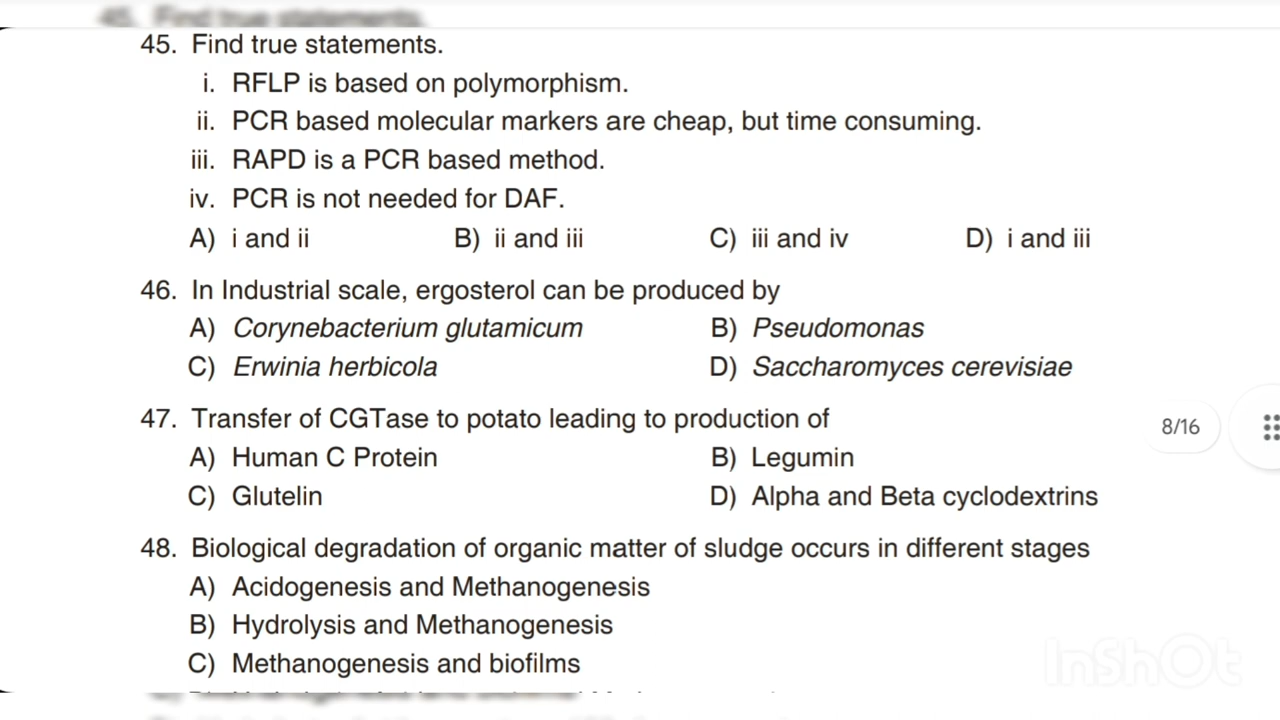 45. Find true statements.
45. Find true statements.
i. RFLP is based on polymorphism.
ii. PCR based molecular markers are cheap, but time consuming.
iii. RAPD is a PCR based method.
iv. PCR is not needed for DAF.
A) i and ii B) ii and iii C) iii and iv D) i and iii
46. In Industrial scale, ergosterol can be produced by
A) Corynebacterium glutamicum B) Pseudomonas
C) Erwinia herbicola D) Saccharomyces cerevisiae
47. Transfer of CGTase to potato leading to production of
8/16
A) Human C Protein B) Legumin
C) Glutelin D) Alpha and Beta cyclodextrins
48. Biological degradation of organic matter of sludge occurs in different stages
A) Acidogenesis and Methanogenesis
B) Hydrolysis and Methanogenesis
C) Methanogenesis and biofilms
InShOt